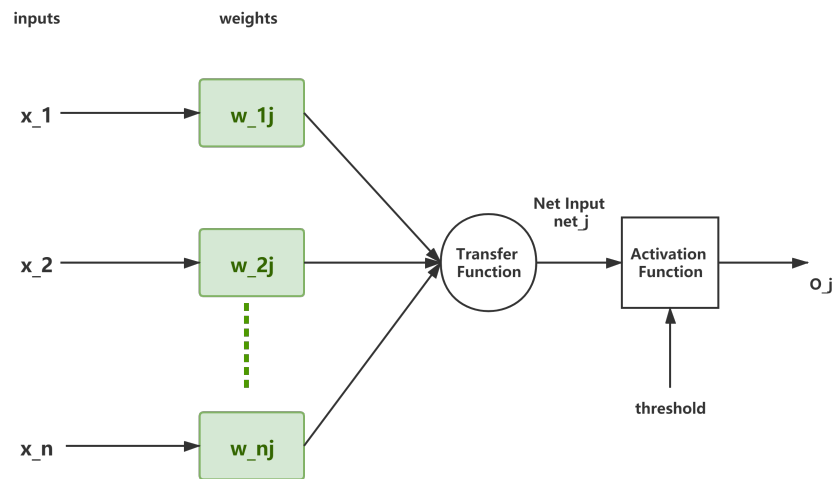 inputs
weights
x_1
w_1j
x_2
w_2j
x_n
w_nj
Transfer
Function
Net Input
net_j
Activation
Function
O_j
threshold